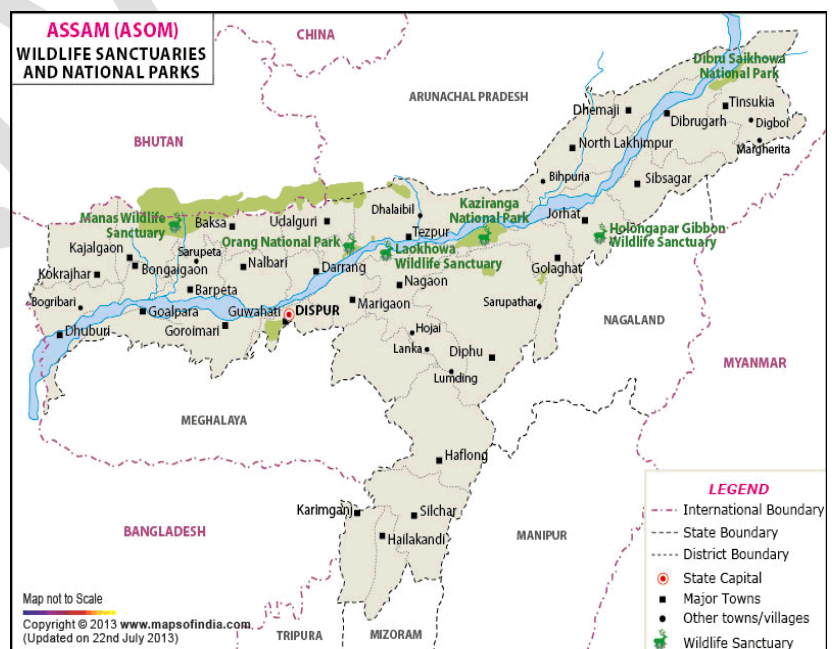 ASSAM (ASOM)
WILDLIFE SANCTUARIES
AND NATIONAL PARKS
CHINA
Dibru Saikhowa
National Park
ARUNACHAL PRADESH
Tinsukia
Dhemaji
Dibrugarh
Digboi
BHUTAN
North Lakhimpur
Margherita
Bihpuria
Sibsagar
Kaziranga
National Park
Manas Wildlife
Sanctuary
Baksa
Udalguri
Dhalaibil
Jorhat
Tezpur
Holongapar Gibbon
Wildlife Sanctuary
Orang National Park
Laokhowa
Wildlife Sanctuary
Kajalgaon
Sarupeta
Bongaigaon
Nalbari
Darrang
Golaghat
Kokrajhar
Nagaon
Barpeta
Marigaon
Sarupathar
Bogribari
Goalpara
Guwahati
DISPUR
NAGALAND
Dhuburi
Goroimari
Hojai
Lanka
Diphu
MYANMAR
Lumding
MEGHALAYA
Haflong
LEGEND
International Boundary
State Boundary
District Boundary
State Capital
Major Towns
Other towns/villages
Wildlife Sanctuary
Karimganj
Silchar
BANGLADESH
Hailakandi
MANIPUR
Map not to Scale
Copyright © 2013 www.mapsofindia.com
(Updated on 22nd July 2013)
TRIPURA
MIZORAM